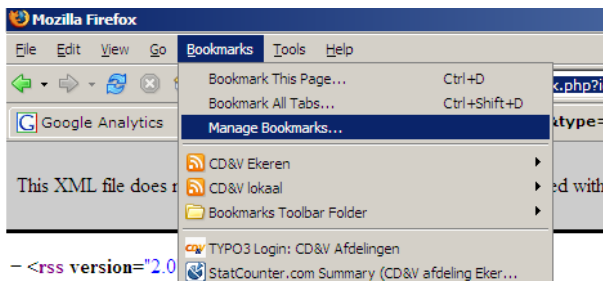 Mozilla Firefox
File Edit View Go Bookmarks Tools Help
Bookmark This Page... Ctrl+D
Bookmark All Tabs... Ctrl+Shift+D
x.php?i
Google Analytics
Manage Bookmarks...
&type=
CD&V Ekeren
This XML file does
CD&V lokaal
ed with
Bookmarks Toolbar Folder
TYPO3 Login: CD&V Afdelingen
− <rss version="2.0
StatCounter.com Summary (CD&V afdeling Eker...